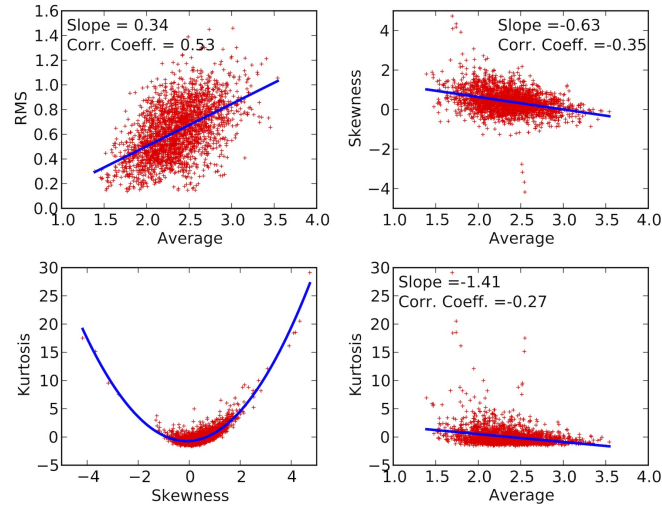 Slope = 0.34
Corr. Coeff. = 0.53
RMS
1.6
1.4
1.2
1.0
0.8
0.6
0.4
0.2
0.0
1.0 1.5 2.0 2.5 3.0 3.5 4.0
Average
Slope =-0.63
Corr. Coeff. =-0.35
Skewness
4
2
0
−2
−4
1.0 1.5 2.0 2.5 3.0 3.5 4.0
Average
Kurtosis
30
25
20
15
10
5
0
−5
−4 −2 0 2 4
Skewness
Slope =-1.41
Corr. Coeff. =-0.27
Kurtosis
30
25
20
15
10
5
0
−5
1.0 1.5 2.0 2.5 3.0 3.5 4.0
Average